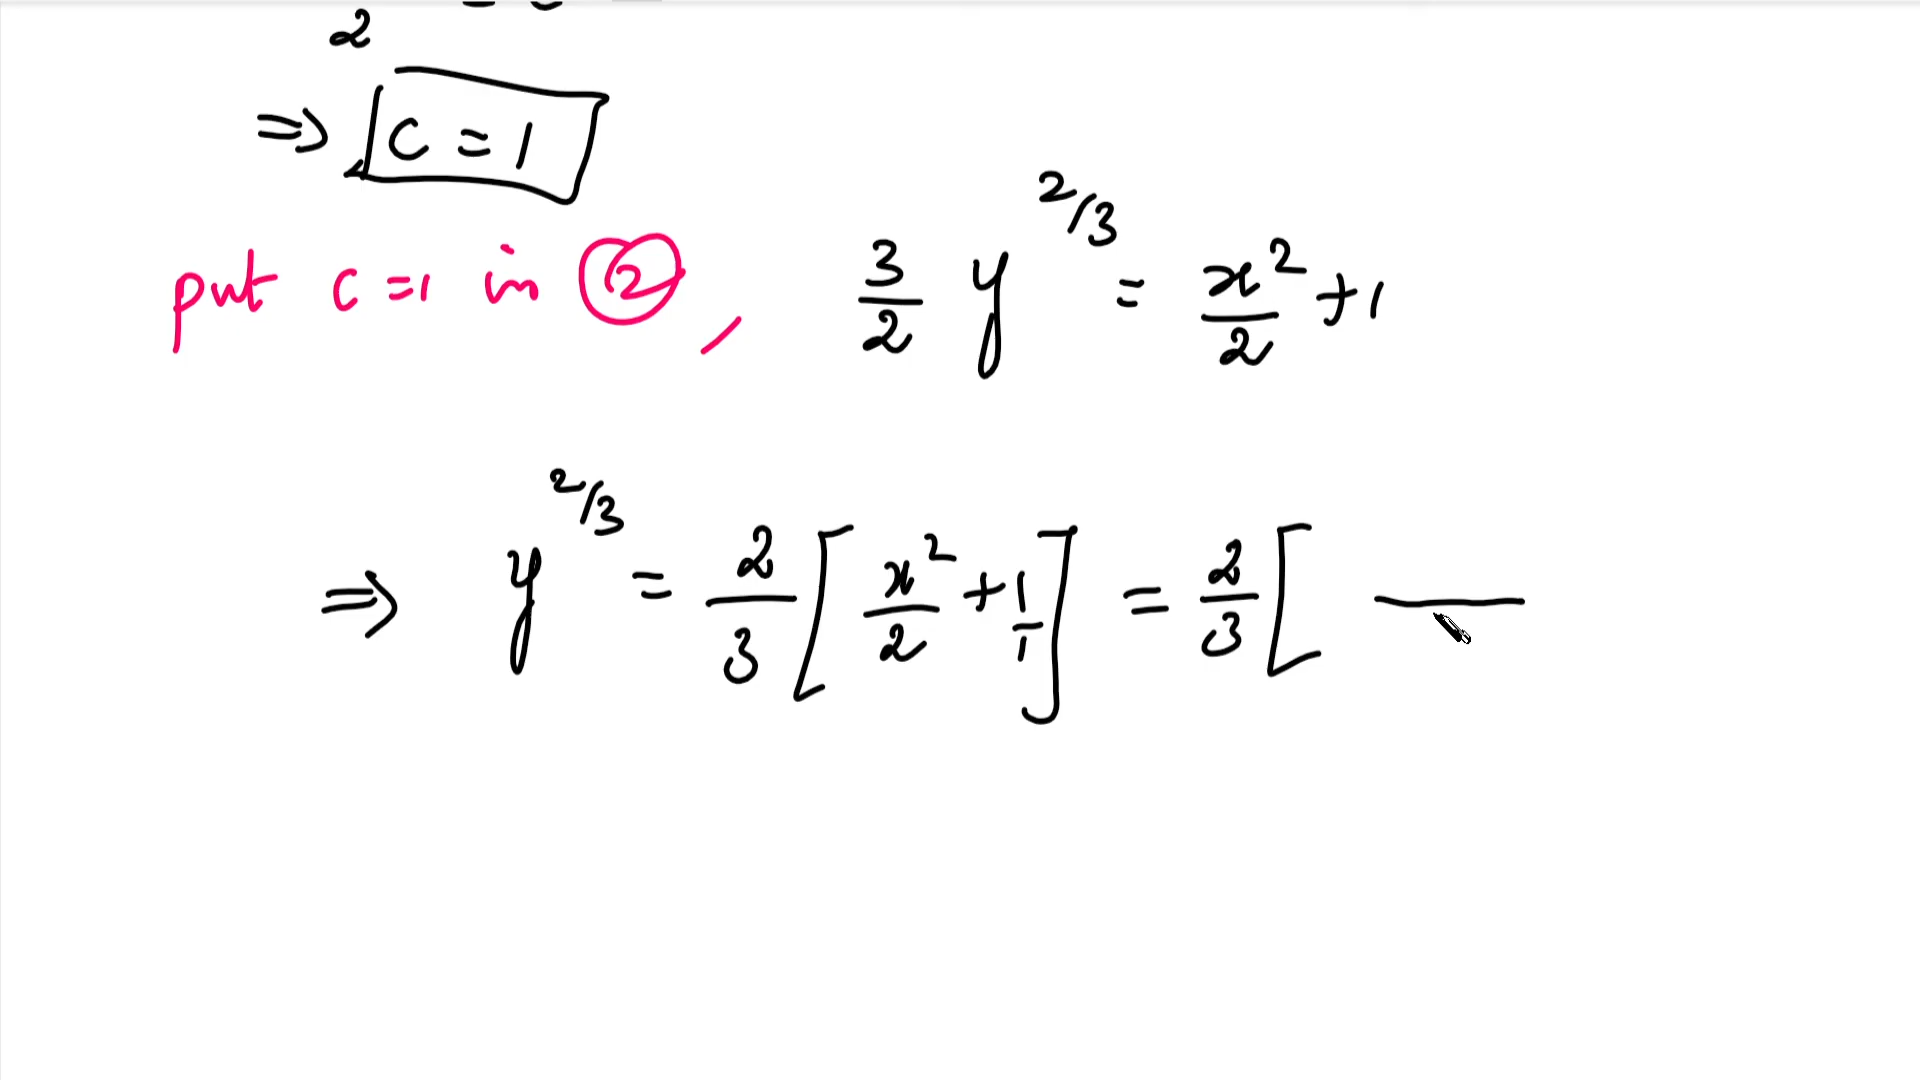 2
⇒ c = 1
put c = 1 in ②, 3/2 y^2/3 = x²/2 + 1
⇒ y^2/3 = 2/3 [ x²/2 + 1/1 ] = 2/3 [ —